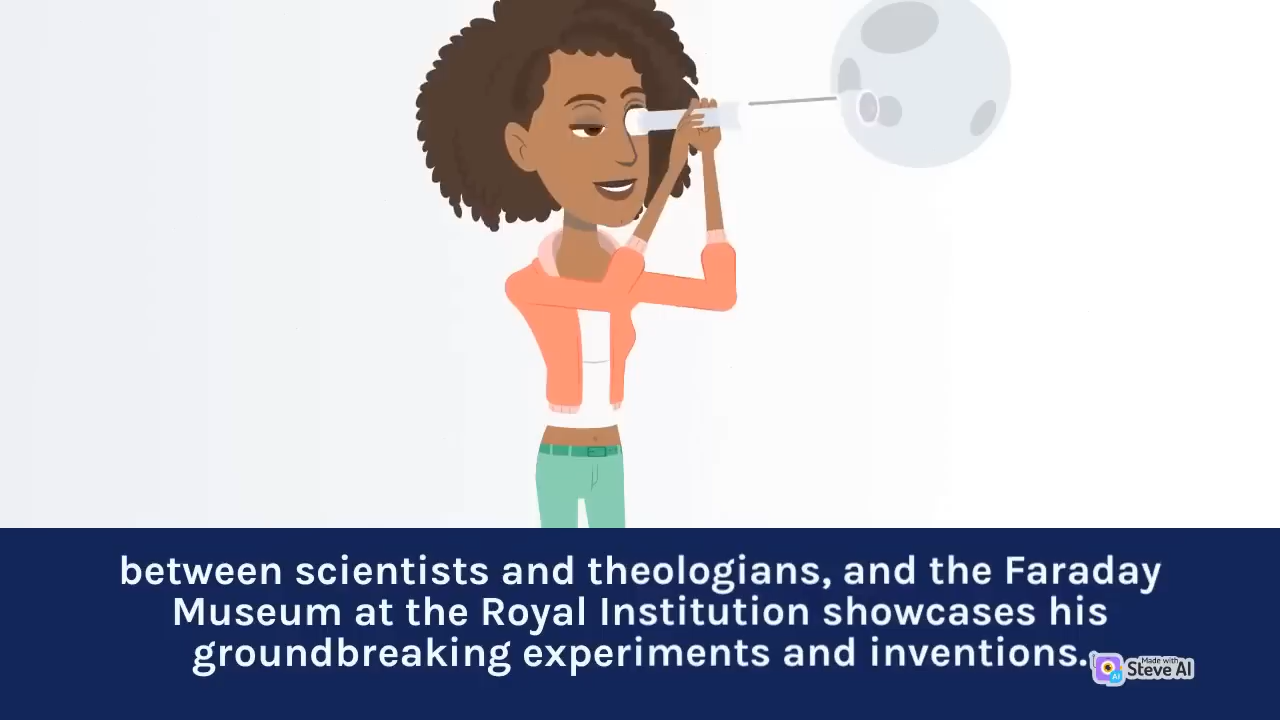 between scientists and theologians, and the Faraday
Museum at the Royal Institution showcases his
groundbreaking experiments and inventions.
Made with
Steve AI
AI